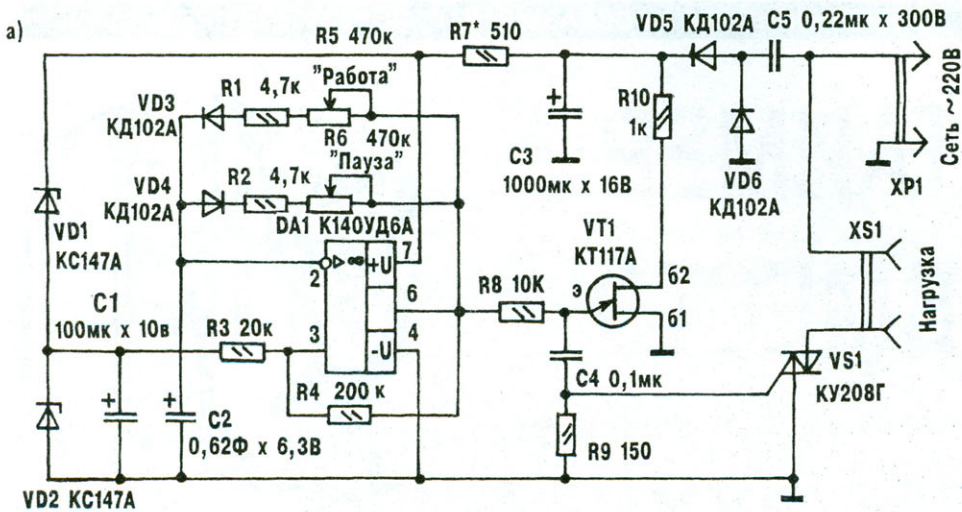 а)
R5 470к
R7* 510
VD5 КД102А
C5 0,22мк x 300В
VD3
КД102А
R1 4,7к
"Работа"
R6 470к
"Пауза"
VD4
КД102А
R2 4,7к
R10
1к
C3
1000мк x 16В
VD6
КД102А
XP1
Сеть ~ 220В
VD1
КС147А
DA1 К140УД6А
∞
+U
-U
2
3
7
6
4
VT1
КТ117А
э
б2
б1
XS1
Нагрузка
C1
100мк x 10в
R3 20к
R8 10K
R4
200 к
C4 0,1мк
VS1
КУ208Г
C2
0,62Ф x 6,3В
R9 150
VD2 КС147А